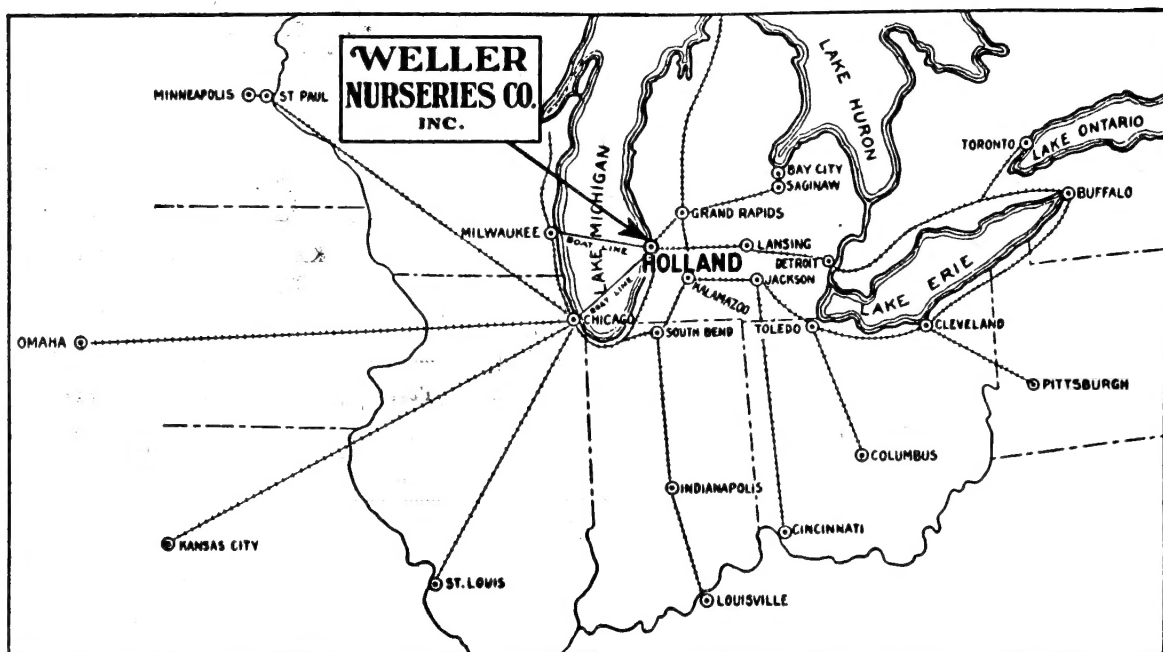 WELLER
NURSERIES CO.
INC.
MINNEAPOLIS
ST PAUL
LAKE MICHIGAN
LAKE HURON
LAKE ONTARIO
TORONTO
BAY CITY
SAGINAW
BUFFALO
GRAND RAPIDS
MILWAUKEE
BOAT LINE
LANSING
HOLLAND
DETROIT
JACKSON
KALAMAZOO
LAKE ERIE
BOAT LINE
CHICAGO
SOUTH BEND
TOLEDO
CLEVELAND
OMAHA
PITTSBURGH
COLUMBUS
INDIANAPOLIS
CINCINNATI
KANSAS CITY
ST. LOUIS
LOUISVILLE